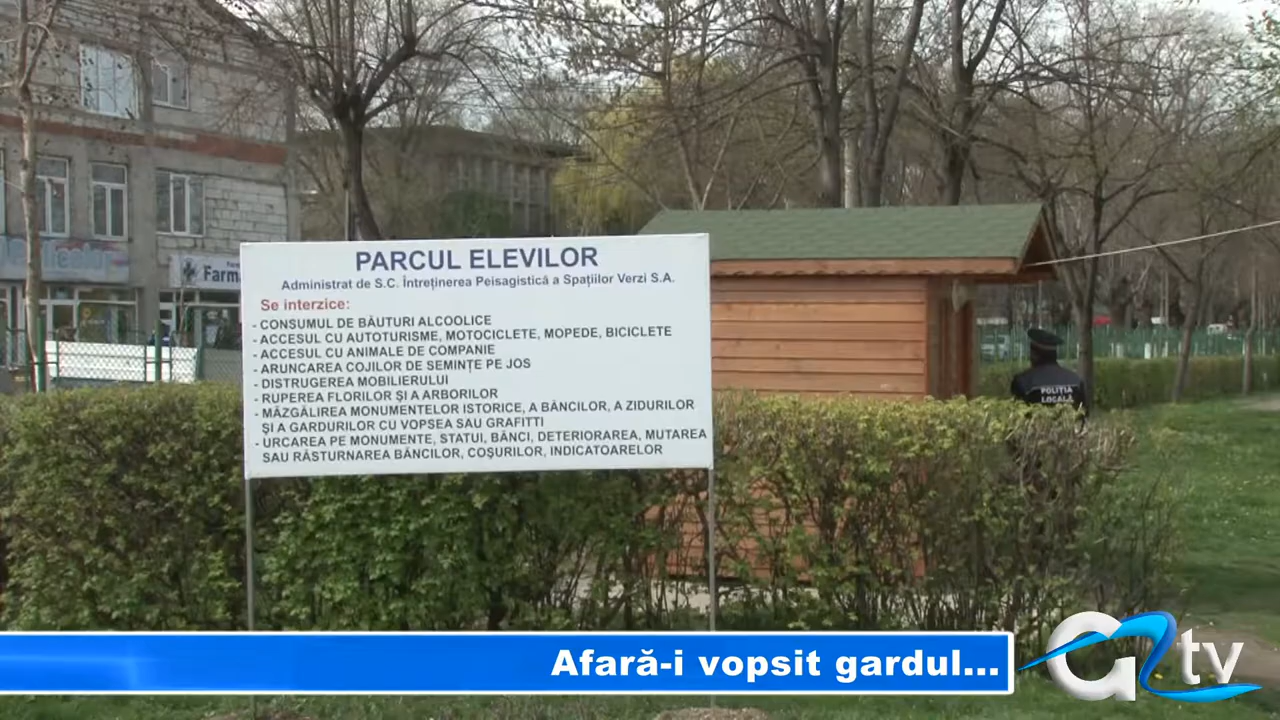 PARCUL ELEVILOR
Administrat de S.C. Întreținerea Peisagistică a Spațiilor Verzi S.A.
Se interzice:
- CONSUMUL DE BĂUTURI ALCOOLICE
- ACCESUL CU AUTOTURISME, MOTOCICLETE, MOPEDE, BICICLETE
- ACCESUL CU ANIMALE DE COMPANIE
- ARUNCAREA COJILOR DE SEMINȚE PE JOS
- DISTRUGEREA MOBILIERULUI
- RUPEREA FLORILOR ȘI A ARBORILOR
- MÂZGĂLIREA MONUMENTELOR ISTORICE, A BĂNCILOR, A ZIDURILOR
ȘI A GARDURILOR CU VOPSEA SAU GRAFITTI
- URCAREA PE MONUMENTE, STATUI, BĂNCI, DETERIORAREA, MUTAREA
SAU RĂSTURNAREA BĂNCILOR, COȘURILOR, INDICATOARELOR
Farm
POLIȚIA
LOCALĂ
Afară-i vopsit gardul...
G2 tv